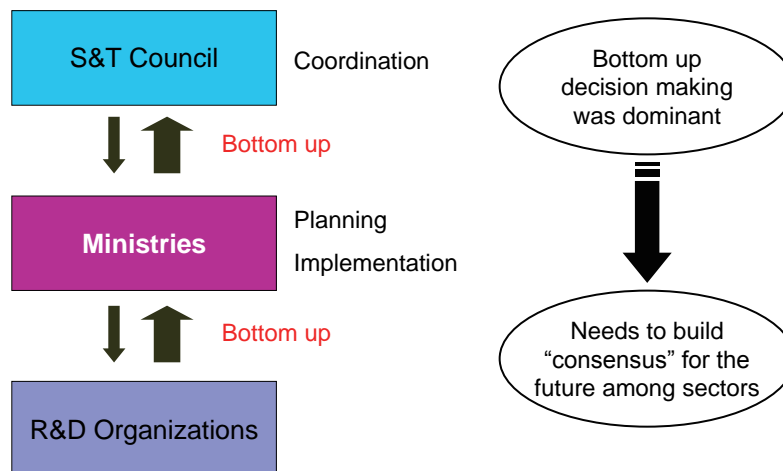 S&T Council
Coordination
Bottom up
Ministries
Planning
Implementation
Bottom up
R&D Organizations
Bottom up
decision making
was dominant
Needs to build
“consensus” for the
future among sectors